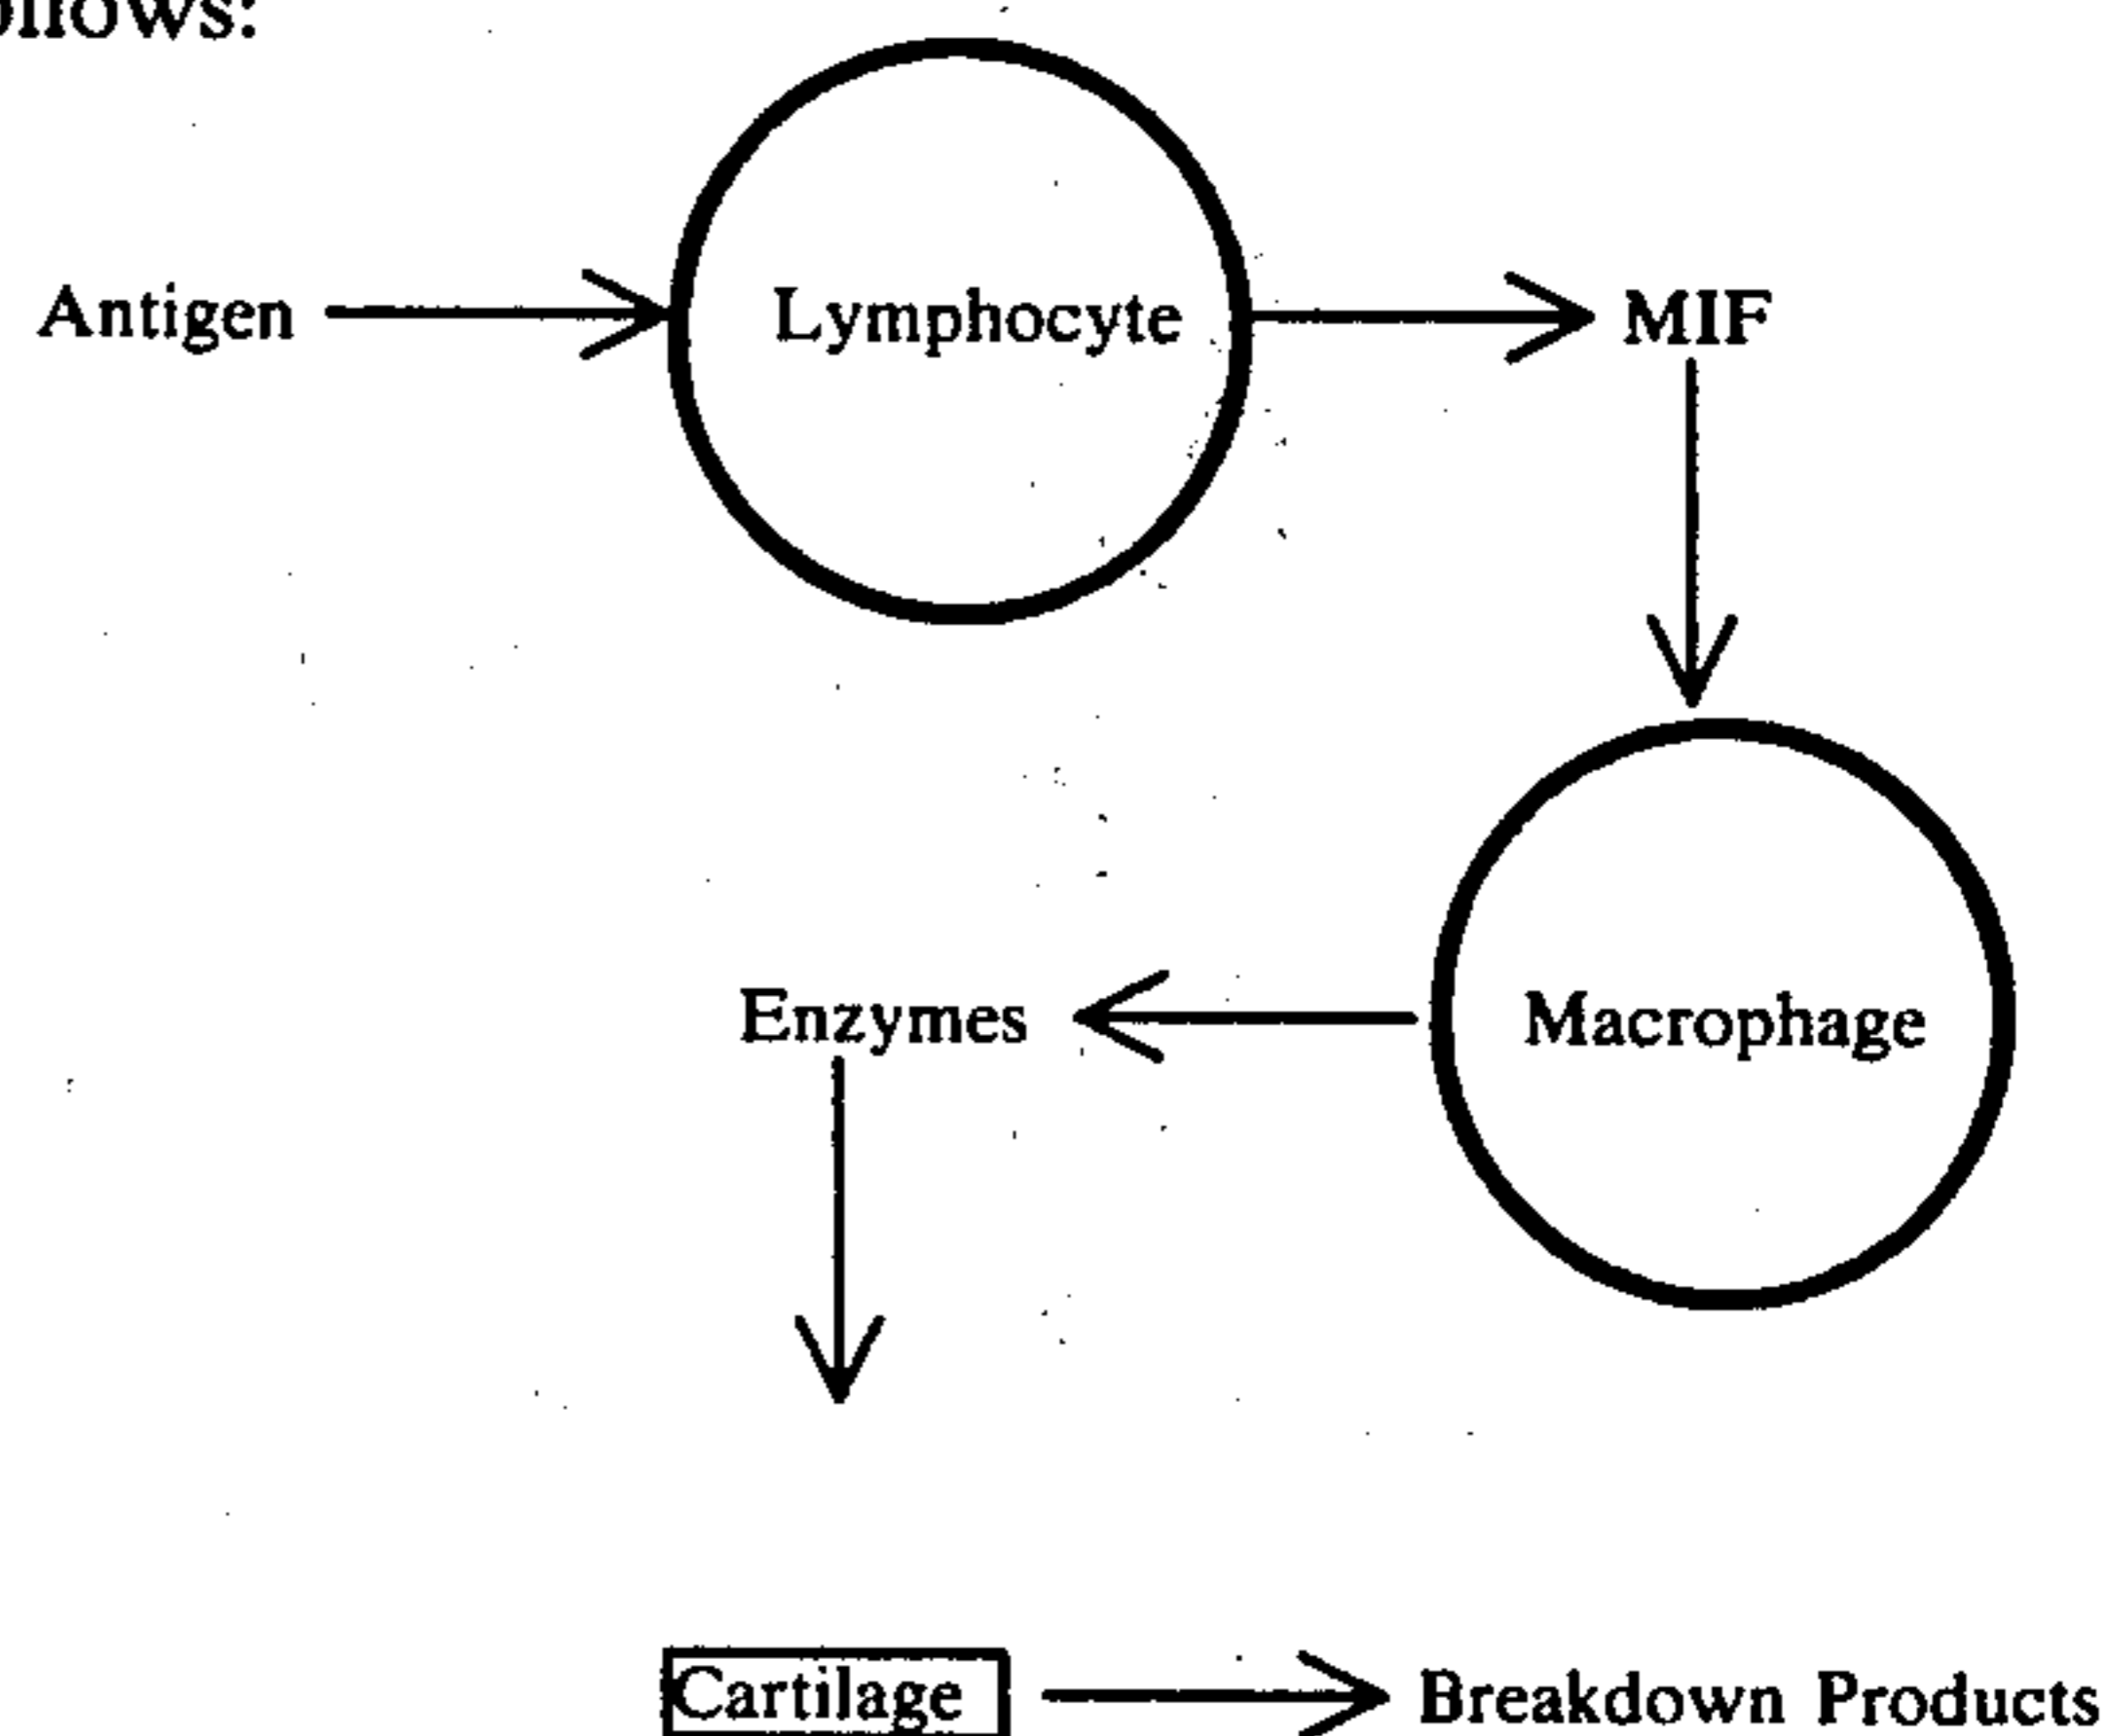 Antigen Lymphocyte MIF
Enzymes Macrophage
Cartilage Breakdown Products